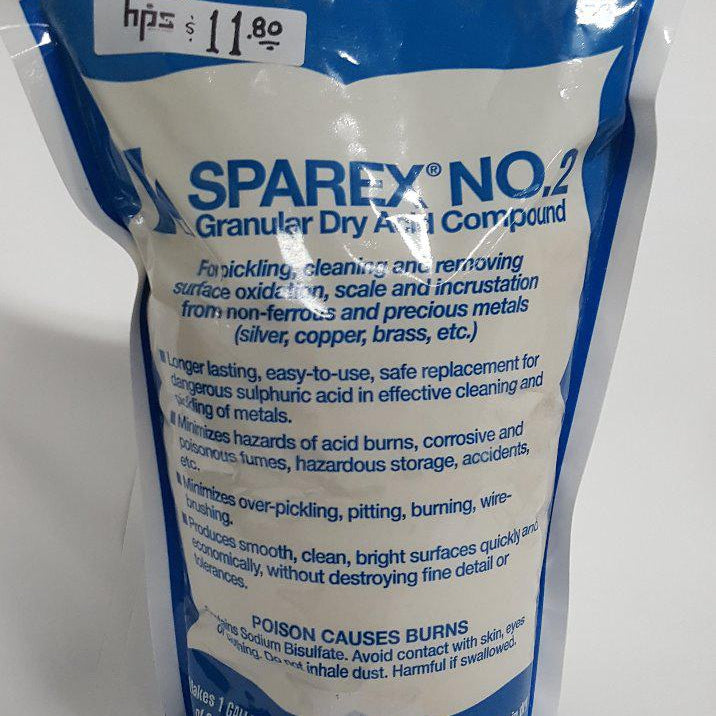 hps $ 11.80
SPAREX® NO.2
Granular Dry Acid Compound
For pickling, cleaning and removing
surface oxidation, scale and incrustation
from non-ferrous and precious metals
(silver, copper, brass, etc.)
Longer lasting, easy-to-use, safe replacement for
dangerous sulphuric acid in effective cleaning and
pickling of metals.
Minimizes hazards of acid burns, corrosive and
poisonous fumes, hazardous storage, accidents,
etc.
Minimizes over-pickling, pitting, burning, wire-
brushing.
Produces smooth, clean, bright surfaces quickly and
economically, without destroying fine detail or
tolerances.
POISON CAUSES BURNS
Contains Sodium Bisulfate. Avoid contact with skin, eyes
or clothing. Do not inhale dust. Harmful if swallowed.
Makes 1